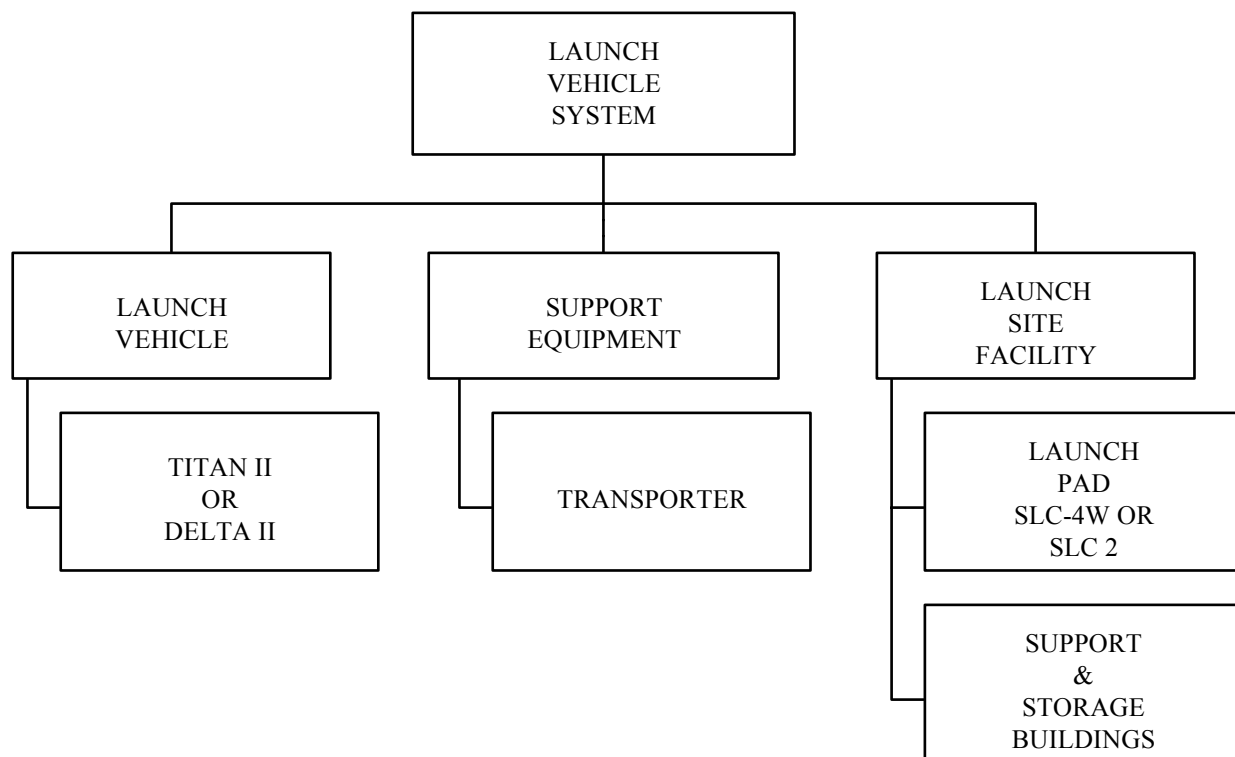 LAUNCH
VEHICLE
SYSTEM
LAUNCH
VEHICLE
SUPPORT
EQUIPMENT
LAUNCH
SITE
FACILITY
TITAN II
OR
DELTA II
TRANSPORTER
LAUNCH
PAD
SLC-4W OR
SLC 2
SUPPORT
&
STORAGE
BUILDINGS